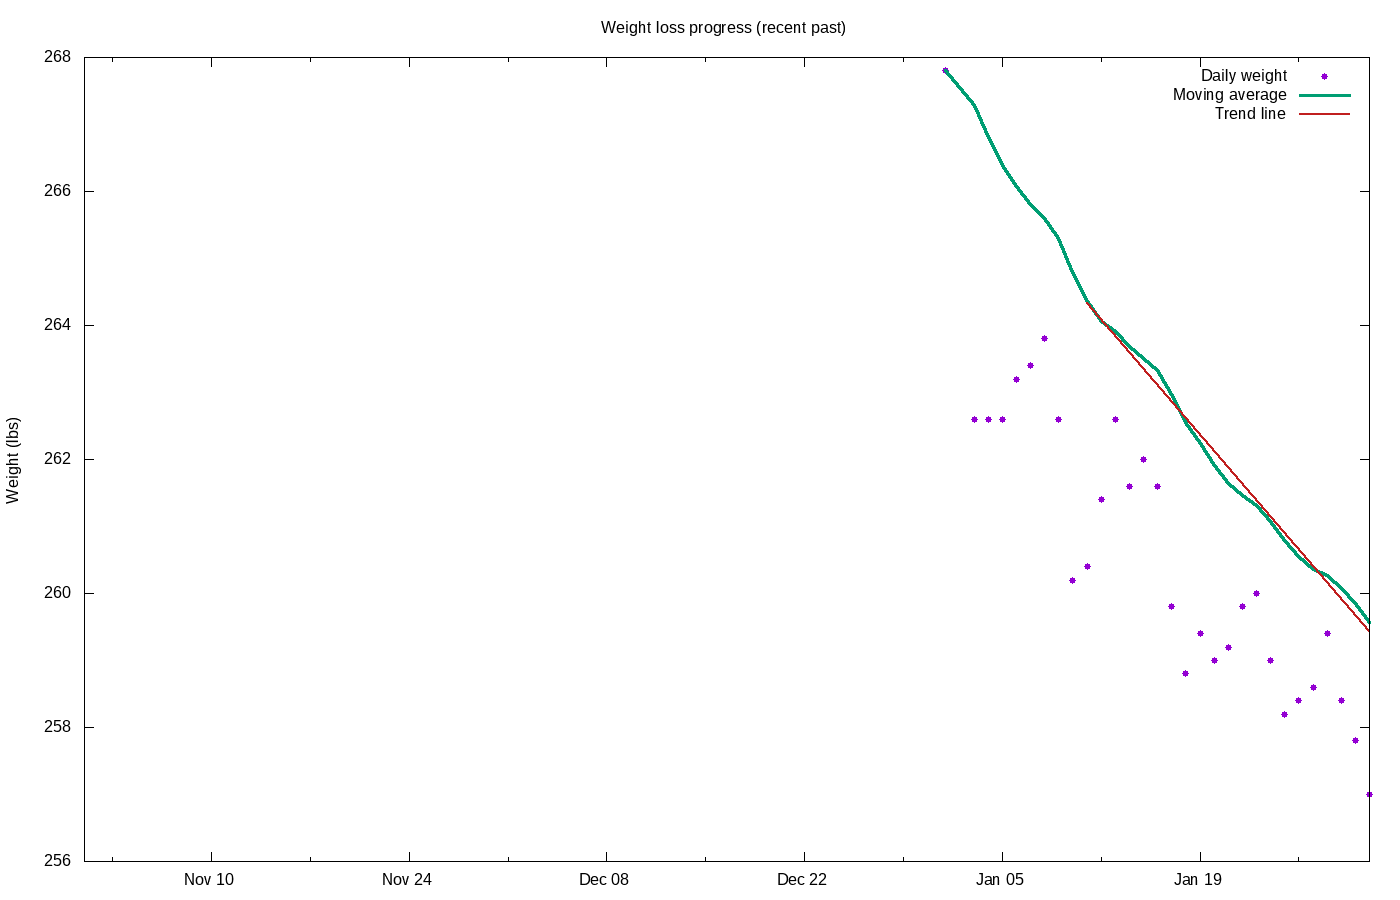 Weight loss progress (recent past)
268
266
264
262
260
258
256
Weight (lbs)
Daily weight
Moving average
Trend line
Nov 10 Nov 24 Dec 08 Dec 22 Jan 05 Jan 19